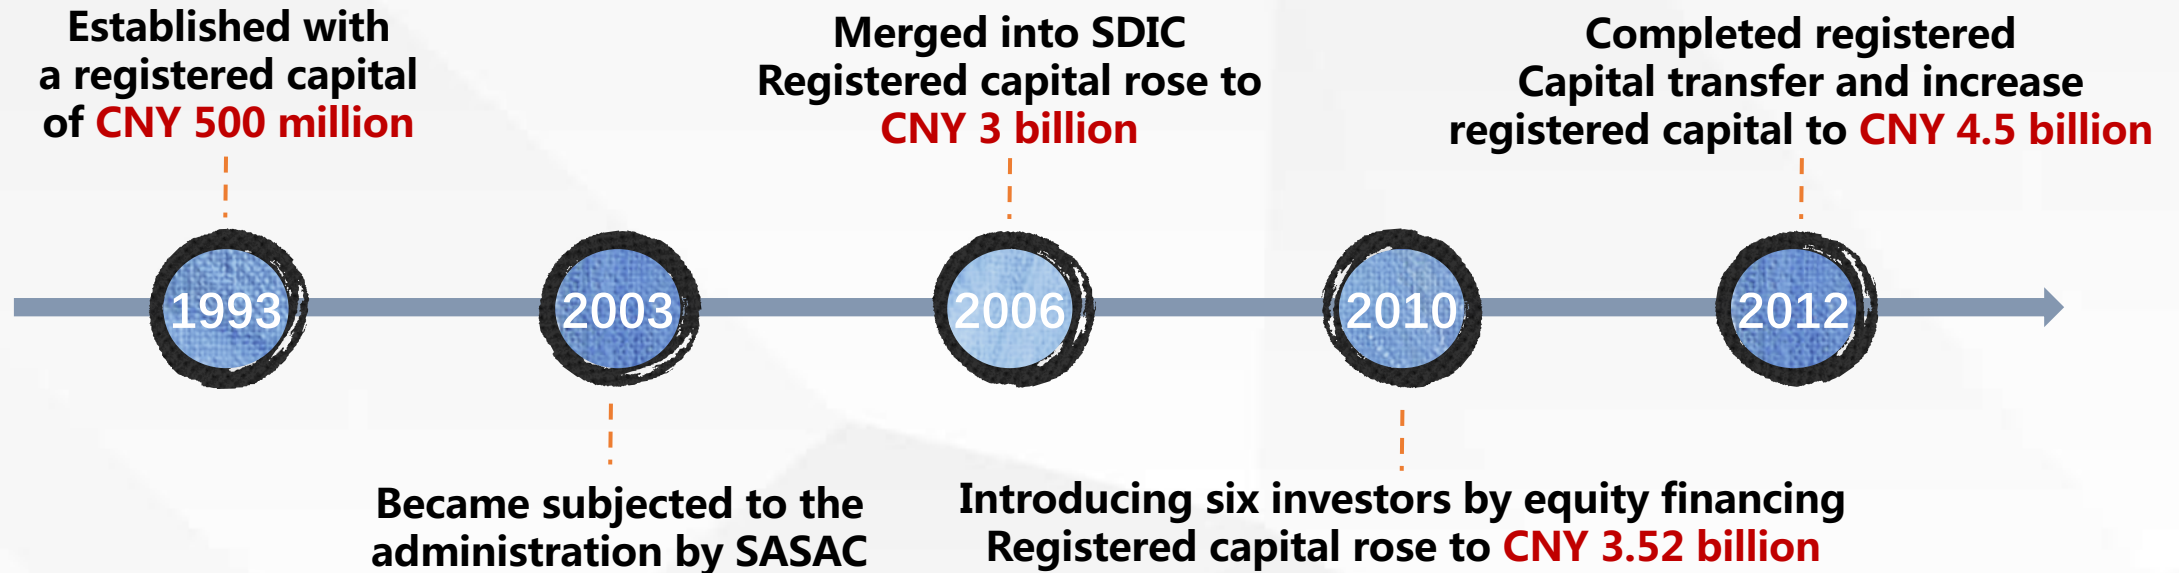 Established with
a registered capital
of CNY 500 million
Merged into SDIC
Registered capital rose to
CNY 3 billion
Completed registered
Capital transfer and increase
registered capital to CNY 4.5 billion
1993
2003
2006
2010
2012
Became subjected to the
administration by SASAC
Introducing six investors by equity financing
Registered capital rose to CNY 3.52 billion